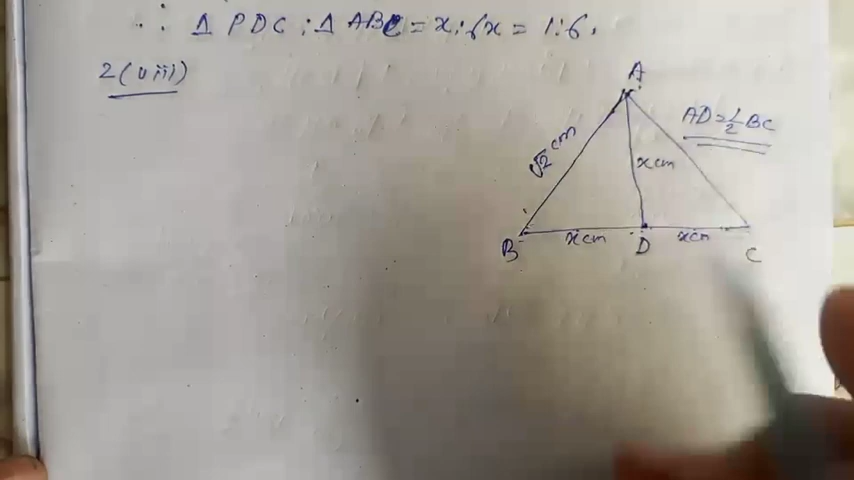 ∴ Δ PDC : Δ ABC = x : 6x = 1:6.
2(viii)
A
AD = 1/2 BC
√2 cm
x cm
x cm
x cm
B
D
C